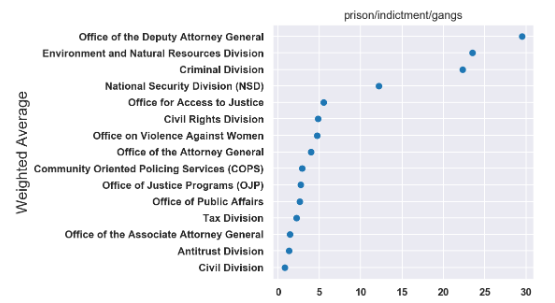 prison/indictment/gangs
Weighted Average
Office of the Deputy Attorney General
Environment and Natural Resources Division
Criminal Division
National Security Division (NSD)
Office for Access to Justice
Civil Rights Division
Office on Violence Against Women
Office of the Attorney General
Community Oriented Policing Services (COPS)
Office of Justice Programs (OJP)
Office of Public Affairs
Tax Division
Office of the Associate Attorney General
Antitrust Division
Civil Division
0 5 10 15 20 25 30